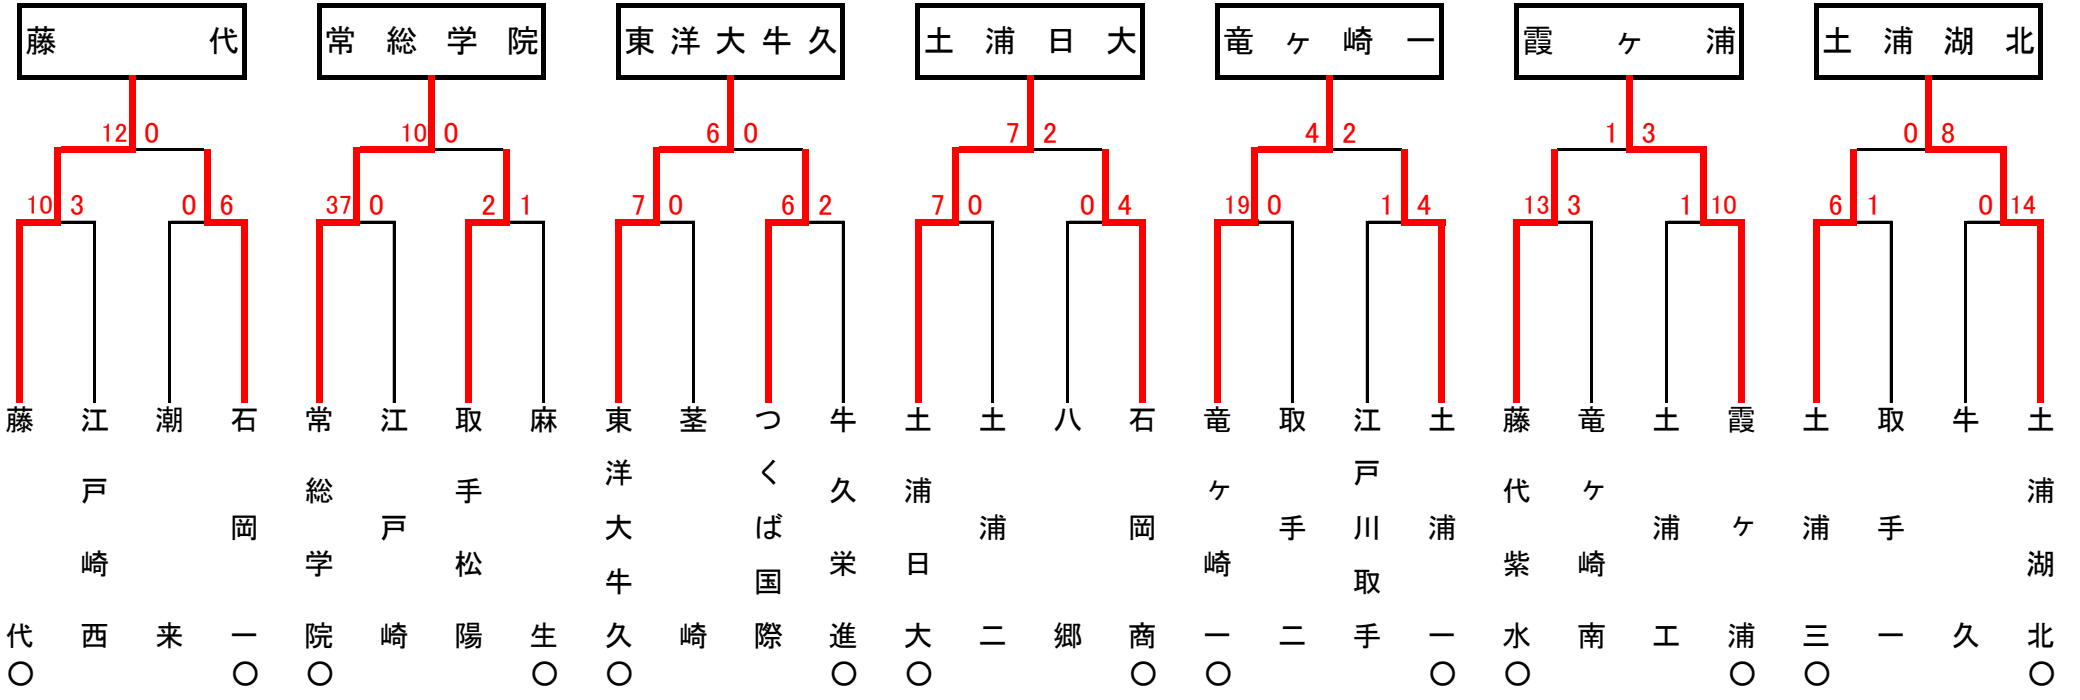 藤代 常総学院 東洋大牛久 土浦日大 竜ヶ崎一 霞ヶ浦 土浦湖北
12 0 10 0 6 0 7 2 4 2 1 3 0 8
10 3 0 6 37 0 2 1 7 0 6 2 7 0 0 4 19 0 1 4 13 3 1 10 6 1 0 14
藤代
江戸崎西
潮来
石岡一
常総学院
江戸崎
取手松陽
麻生
東洋大牛久
茎崎
つくば国際
牛久栄進
土浦日大
土浦二
八郷
石岡商
竜ヶ崎一
取手二
江戸川取手
土浦一
藤代紫水
竜ヶ崎南
土浦工
霞ヶ浦
土浦三
取手一
牛久
土浦湖北
○ ○ ○ ○ ○ ○ ○ ○ ○ ○ ○ ○ ○ ○